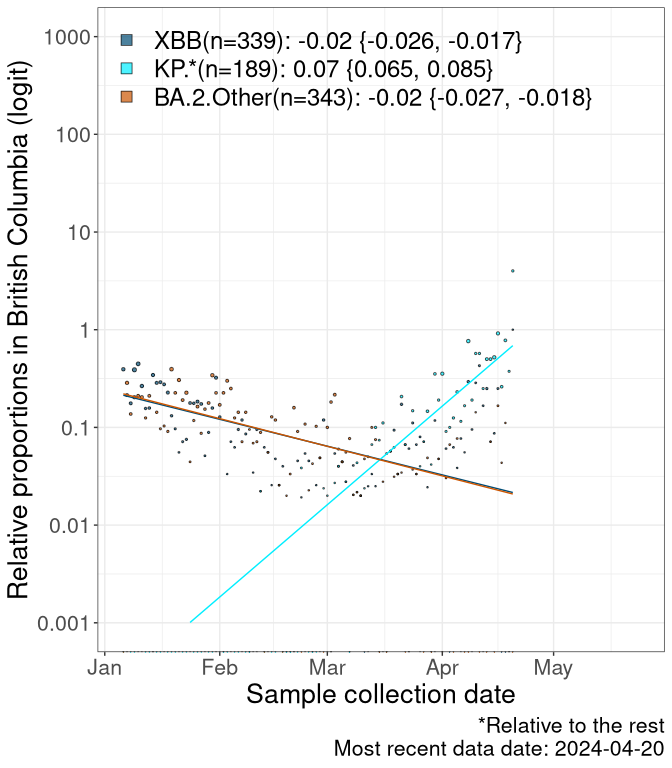 1000
100
10
1
0.1
0.01
0.001
Relative proportions in British Columbia (logit)
XBB(n=339): -0.02 {-0.026, -0.017}
KP.*(n=189): 0.07 {0.065, 0.085}
BA.2.Other(n=343): -0.02 {-0.027, -0.018}
Jan Feb Mar Apr May
Sample collection date
*Relative to the rest
Most recent data date: 2024-04-20